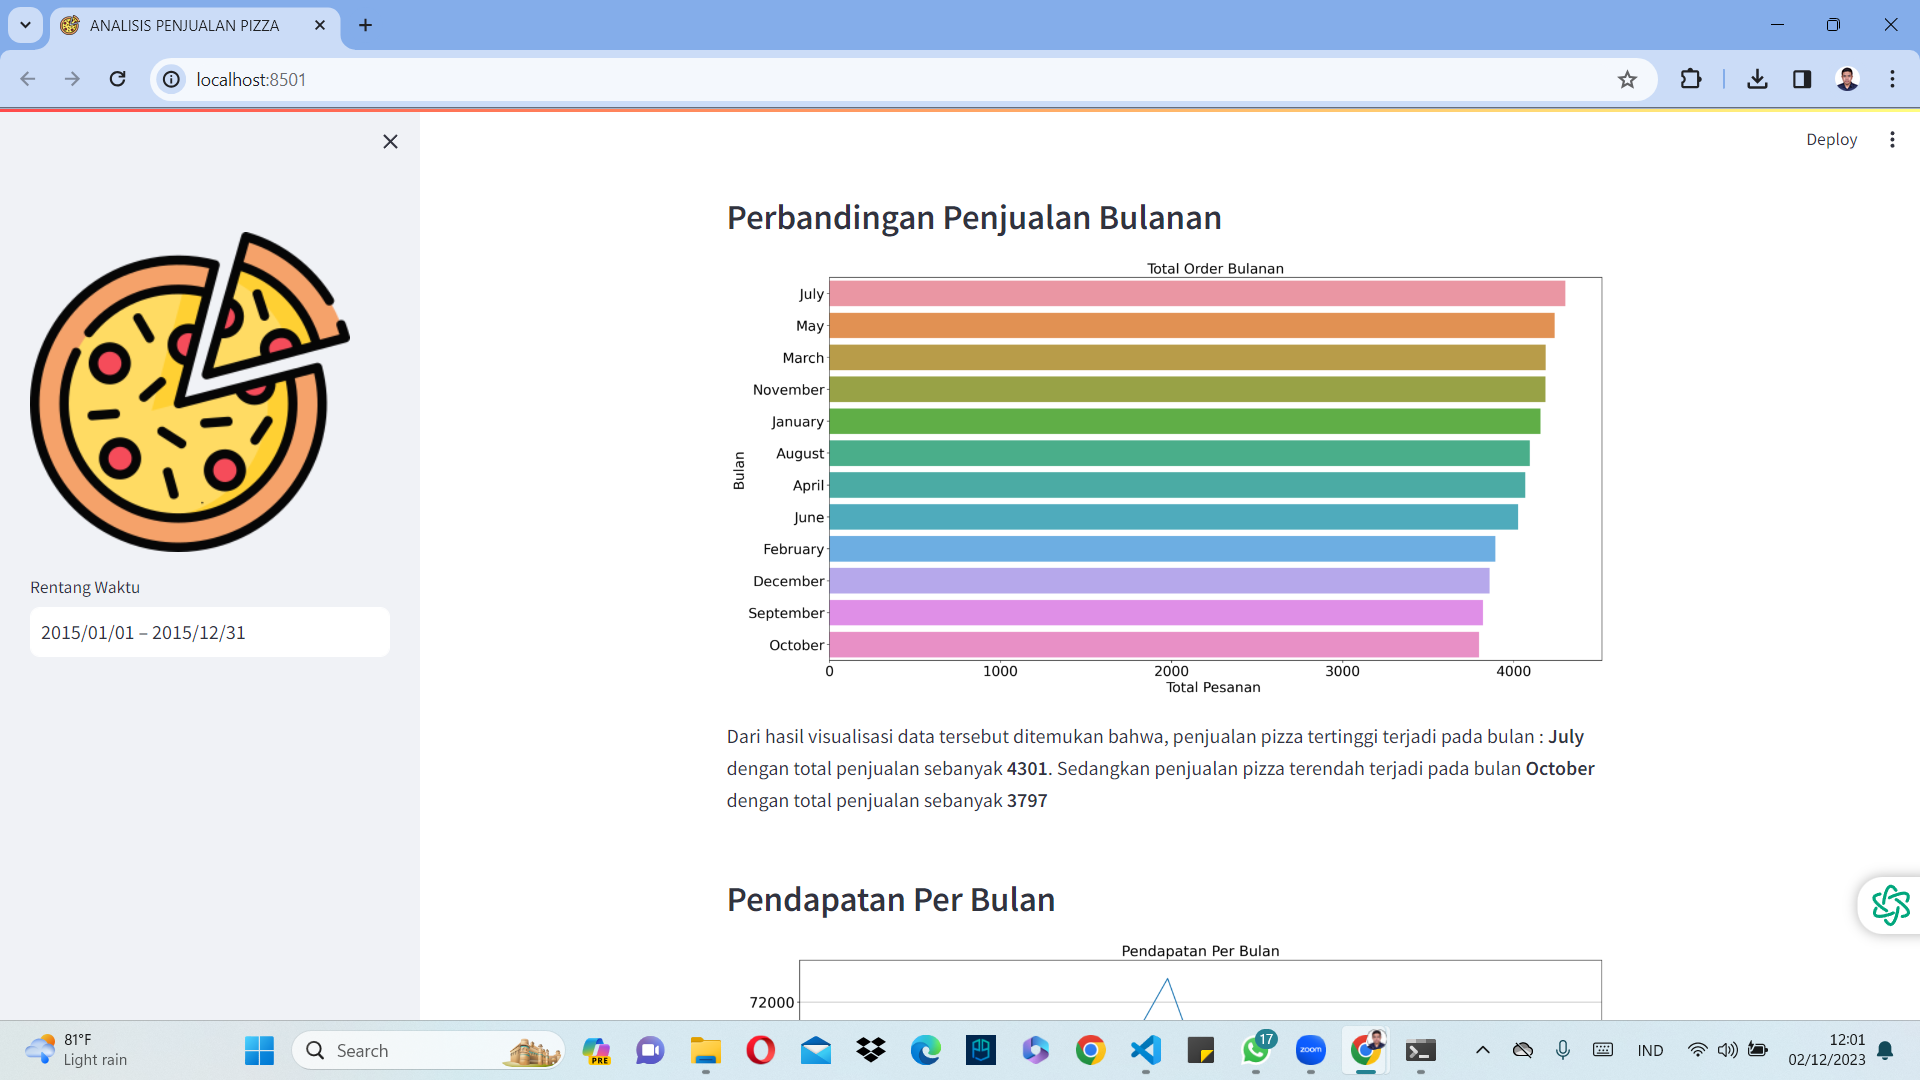 ANALISIS PENJUALAN PIZZA
localhost:8501
Deploy
Rentang Waktu
2015/01/01 – 2015/12/31
Perbandingan Penjualan Bulanan
Total Order Bulanan
July
May
March
November
January
August
April
June
February
December
September
October
Bulan
0 1000 2000 3000 4000
Total Pesanan
Dari hasil visualisasi data tersebut ditemukan bahwa, penjualan pizza tertinggi terjadi pada bulan : July
dengan total penjualan sebanyak 4301. Sedangkan penjualan pizza terendah terjadi pada bulan October
dengan total penjualan sebanyak 3797
Pendapatan Per Bulan
Pendapatan Per Bulan
72000
81°F
Light rain
Search
PRE
17
zoom
IND
12:01
02/12/2023